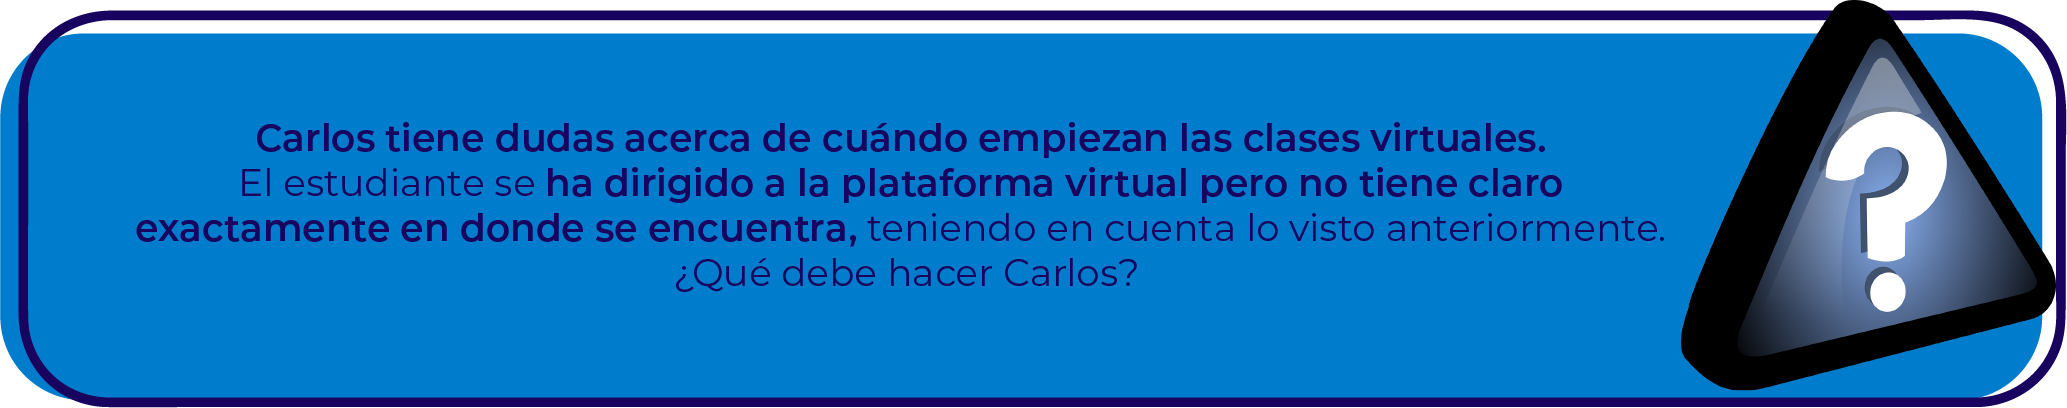 Carlos tiene dudas acerca de cuándo empiezan las clases virtuales.
El estudiante se ha dirigido a la plataforma virtual pero no tiene claro
exactamente en donde se encuentra, teniendo en cuenta lo visto anteriormente.
¿Qué debe hacer Carlos?
?